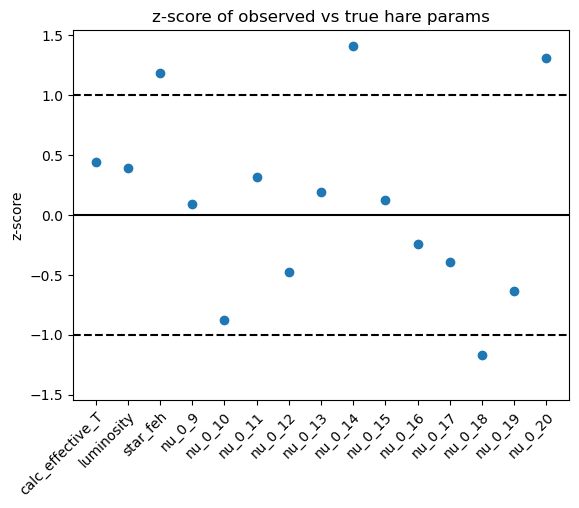 z-score of observed vs true hare params
z-score
1.5
1.0
0.5
0.0
−0.5
−1.0
−1.5
calc_effective_T
luminosity
star_feh
nu_0_9
nu_0_10
nu_0_11
nu_0_12
nu_0_13
nu_0_14
nu_0_15
nu_0_16
nu_0_17
nu_0_18
nu_0_19
nu_0_20